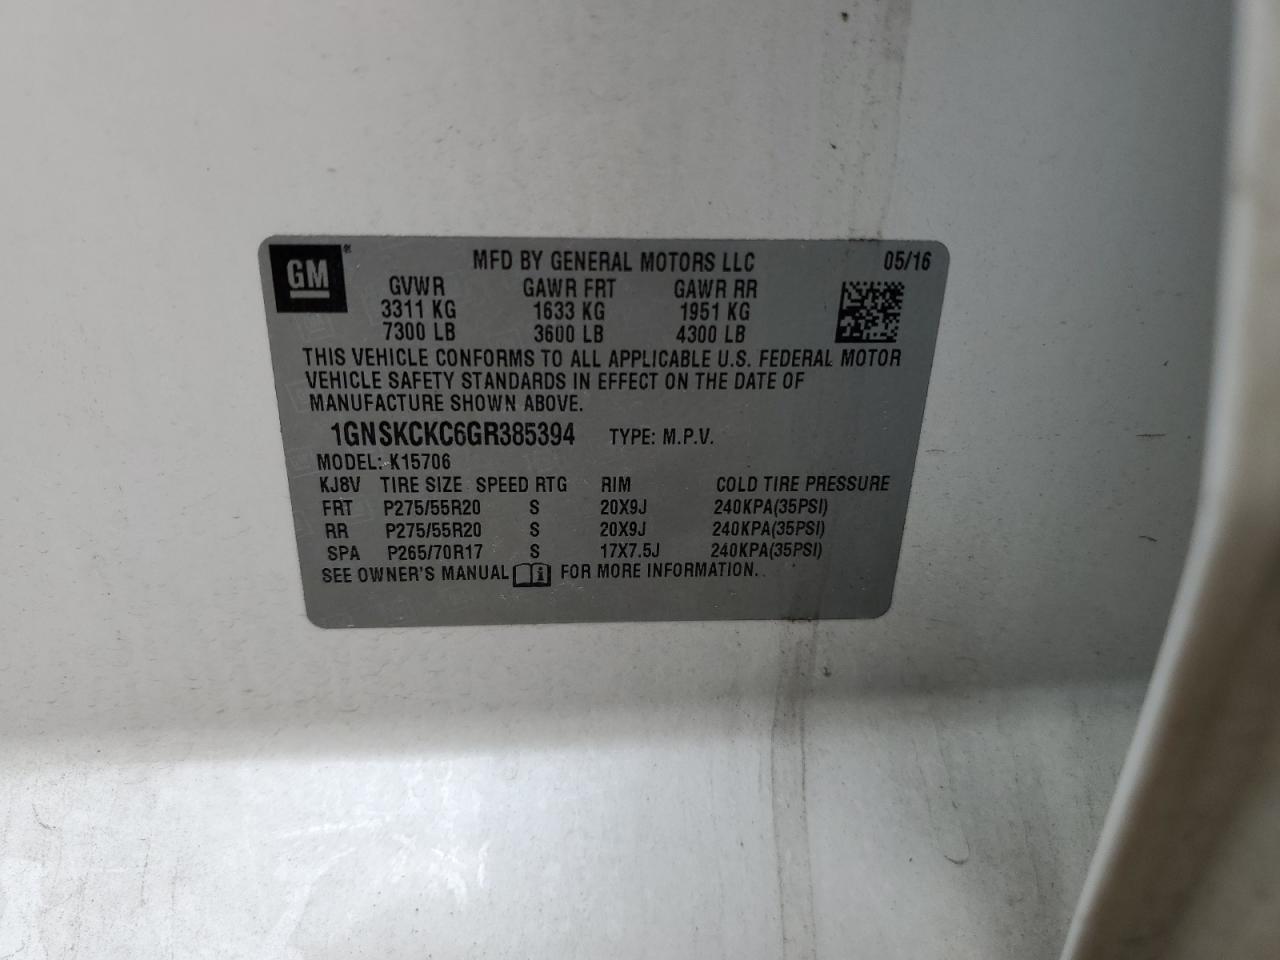 GM ® MFD BY GENERAL MOTORS LLC 05/16
GVWR GAWR FRT GAWR RR
3311 KG 1633 KG 1951 KG
7300 LB 3600 LB 4300 LB
THIS VEHICLE CONFORMS TO ALL APPLICABLE U.S. FEDERAL MOTOR
VEHICLE SAFETY STANDARDS IN EFFECT ON THE DATE OF
MANUFACTURE SHOWN ABOVE.
1GNSKCKC6GR385394 TYPE: M.P.V.
MODEL: K15706
KJ8V TIRE SIZE SPEED RTG RIM COLD TIRE PRESSURE
FRT P275/55R20 S 20X9J 240KPA(35PSI)
RR P275/55R20 S 20X9J 240KPA(35PSI)
SPA P265/70R17 S 17X7.5J 240KPA(35PSI)
SEE OWNER'S MANUAL i FOR MORE INFORMATION.